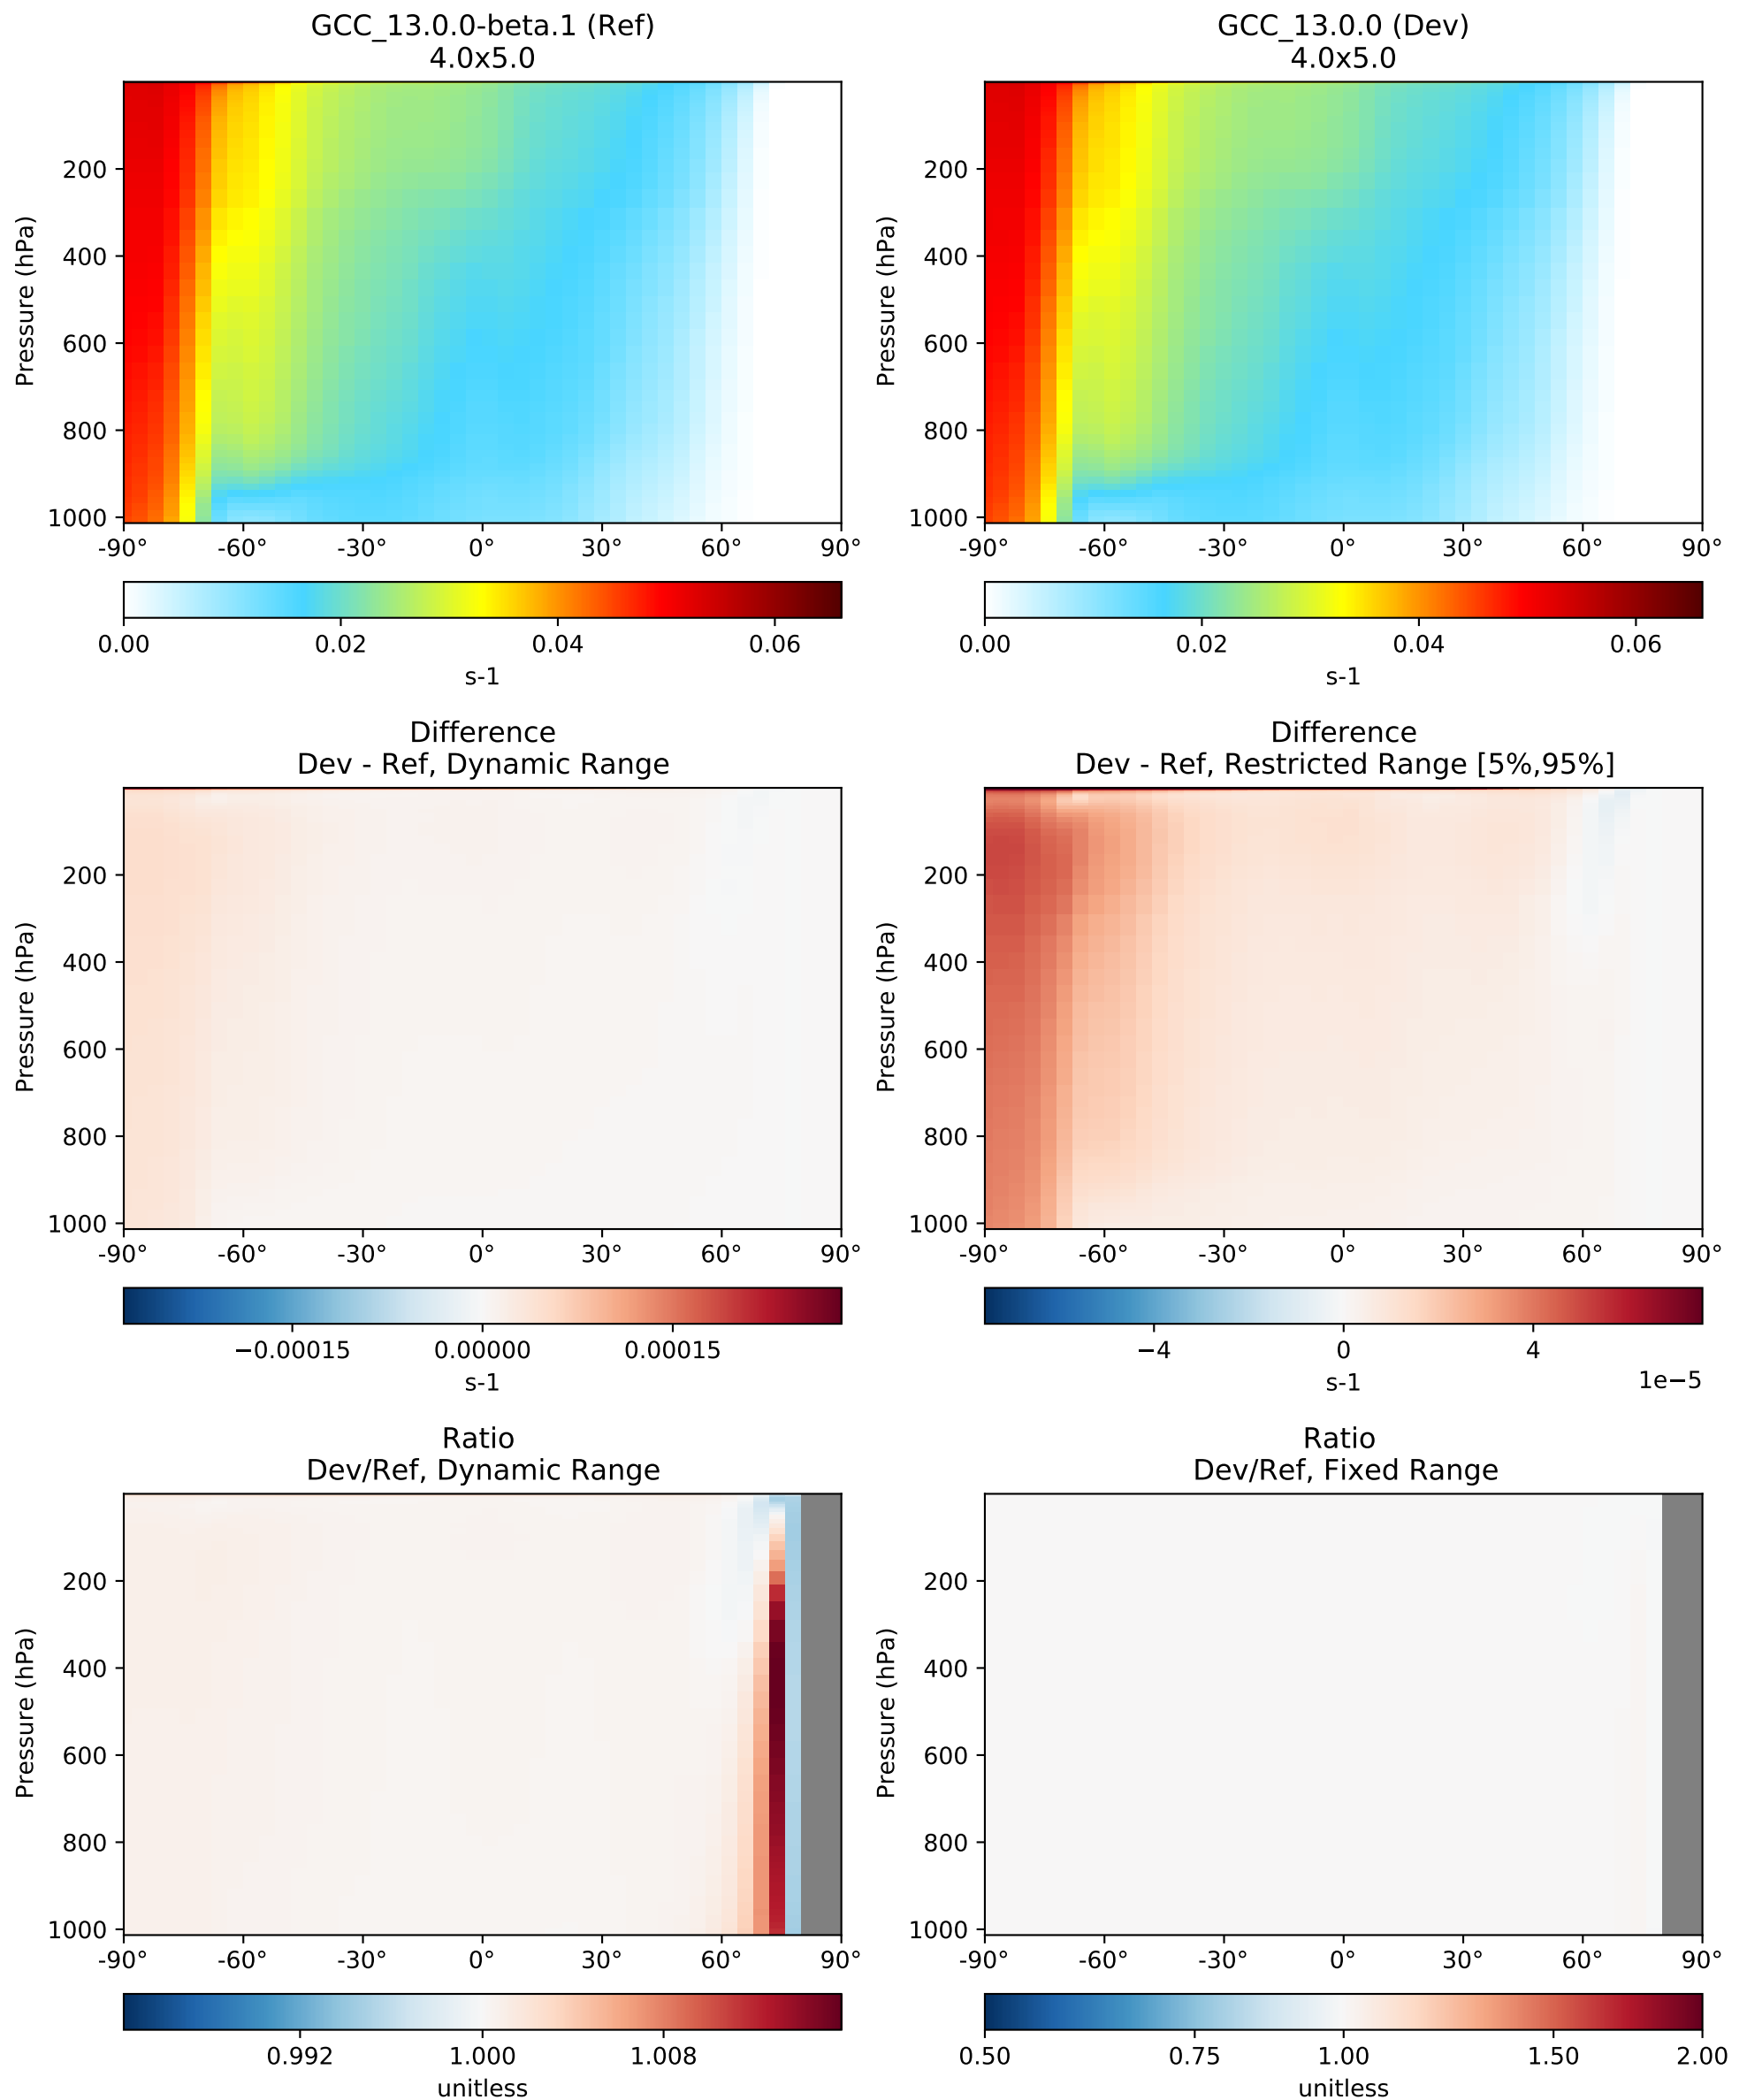 GCC_13.0.0-beta.1 (Ref)
4.0x5.0
Pressure (hPa)
200
400
600
800
1000
-90° -60° -30° 0° 30° 60° 90°
0.00 0.02 0.04 0.06
s-1
GCC_13.0.0 (Dev)
4.0x5.0
Pressure (hPa)
200
400
600
800
1000
-90° -60° -30° 0° 30° 60° 90°
0.00 0.02 0.04 0.06
s-1
Difference
Dev - Ref, Dynamic Range
Pressure (hPa)
200
400
600
800
1000
-90° -60° -30° 0° 30° 60° 90°
−0.00015 0.00000 0.00015
s-1
Difference
Dev - Ref, Restricted Range [5%,95%]
Pressure (hPa)
200
400
600
800
1000
-90° -60° -30° 0° 30° 60° 90°
−4 0 4
s-1
1e−5
Ratio
Dev/Ref, Dynamic Range
Pressure (hPa)
200
400
600
800
1000
-90° -60° -30° 0° 30° 60° 90°
0.992 1.000 1.008
unitless
Ratio
Dev/Ref, Fixed Range
Pressure (hPa)
200
400
600
800
1000
-90° -60° -30° 0° 30° 60° 90°
0.50 0.75 1.00 1.50 2.00
unitless